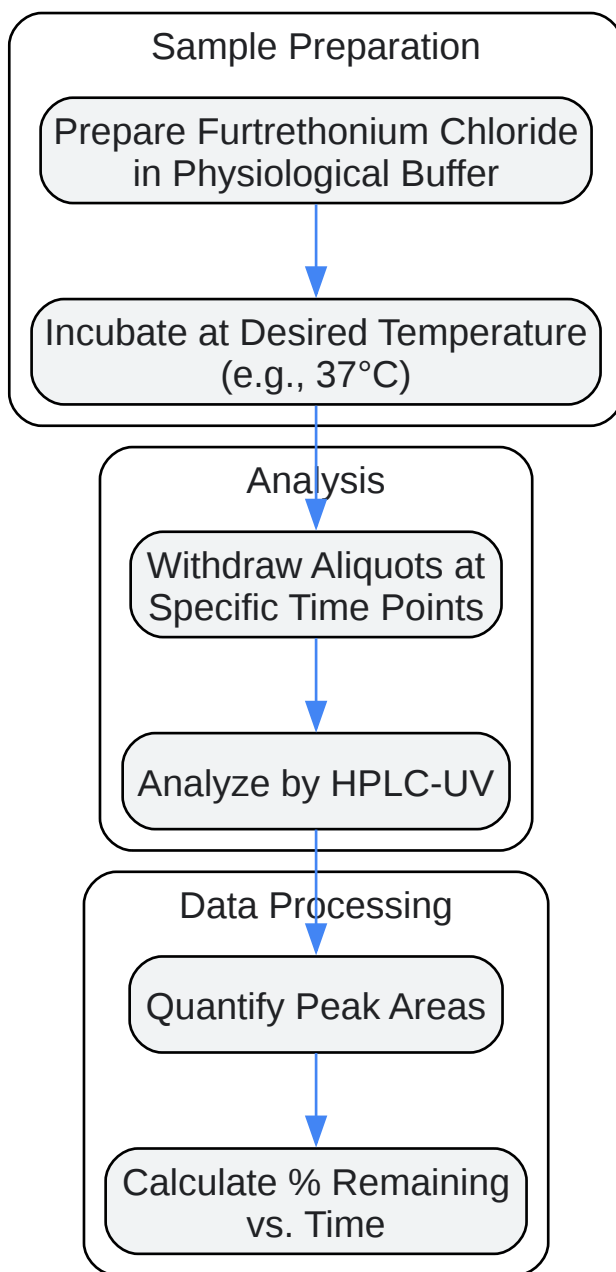 Sample Preparation
Prepare Furtrethonium Chloride
in Physiological Buffer
Incubate at Desired Temperature
(e.g., 37°C)
Analysis
Withdraw Aliquots at
Specific Time Points
Analyze by HPLC-UV
Data Processing
Quantify Peak Areas
Calculate % Remaining
vs. Time